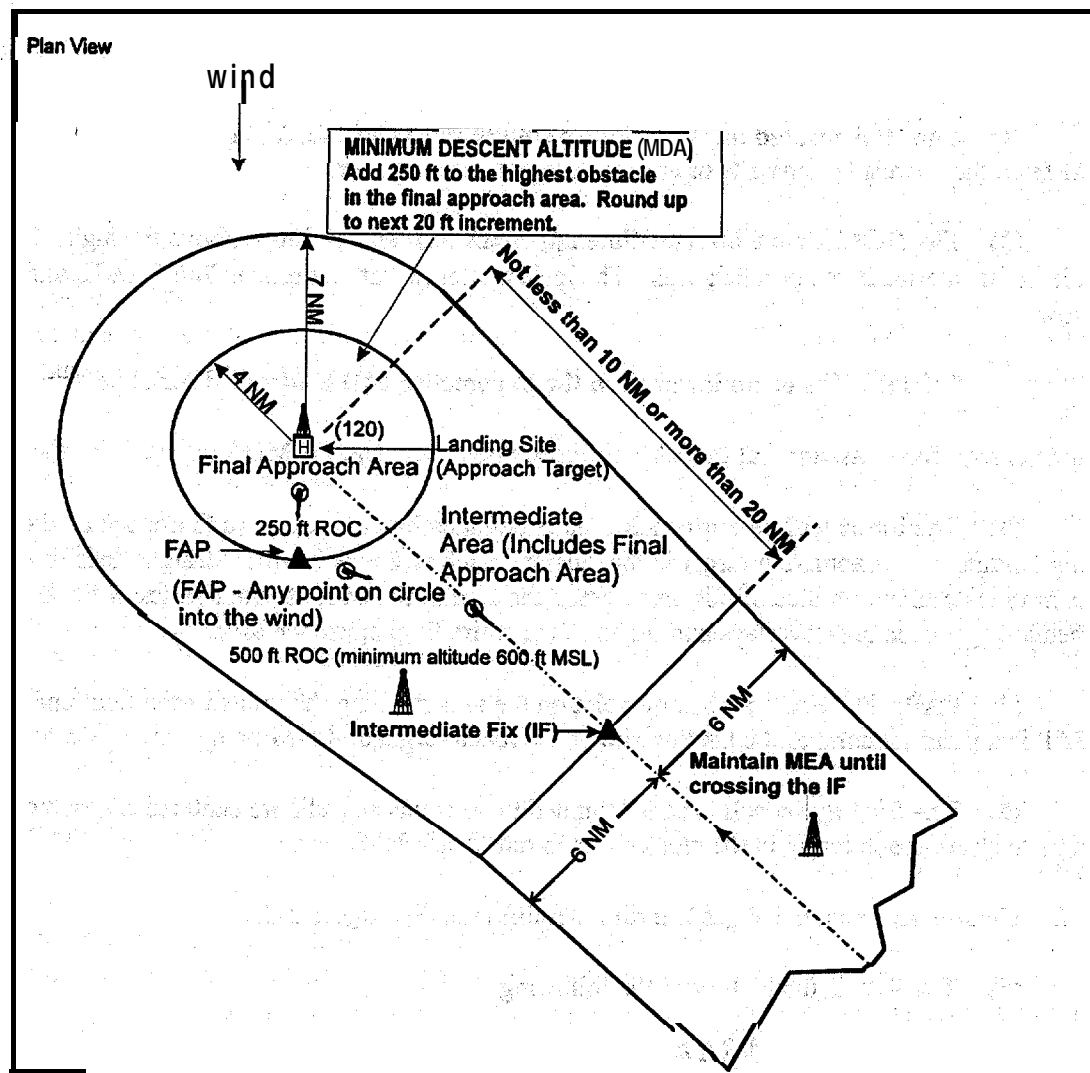 Plan View
wind
MINIMUM DESCENT ALTITUDE (MDA)
Add 250 ft to the highest obstacle
in the final approach area. Round up
to next 20 ft increment.
7 NM
Not less than 10 NM or more than 20 NM
4 NM
(120)
H
Landing Site
(Approach Target)
Final Approach Area
250 ft ROC
Intermediate
Area (Includes Final
Approach Area)
FAP
(FAP - Any point on circle
into the wind)
500 ft ROC (minimum altitude 600 ft MSL)
Intermediate Fix (IF)
6 NM
Maintain MEA until
crossing the IF
6 NM